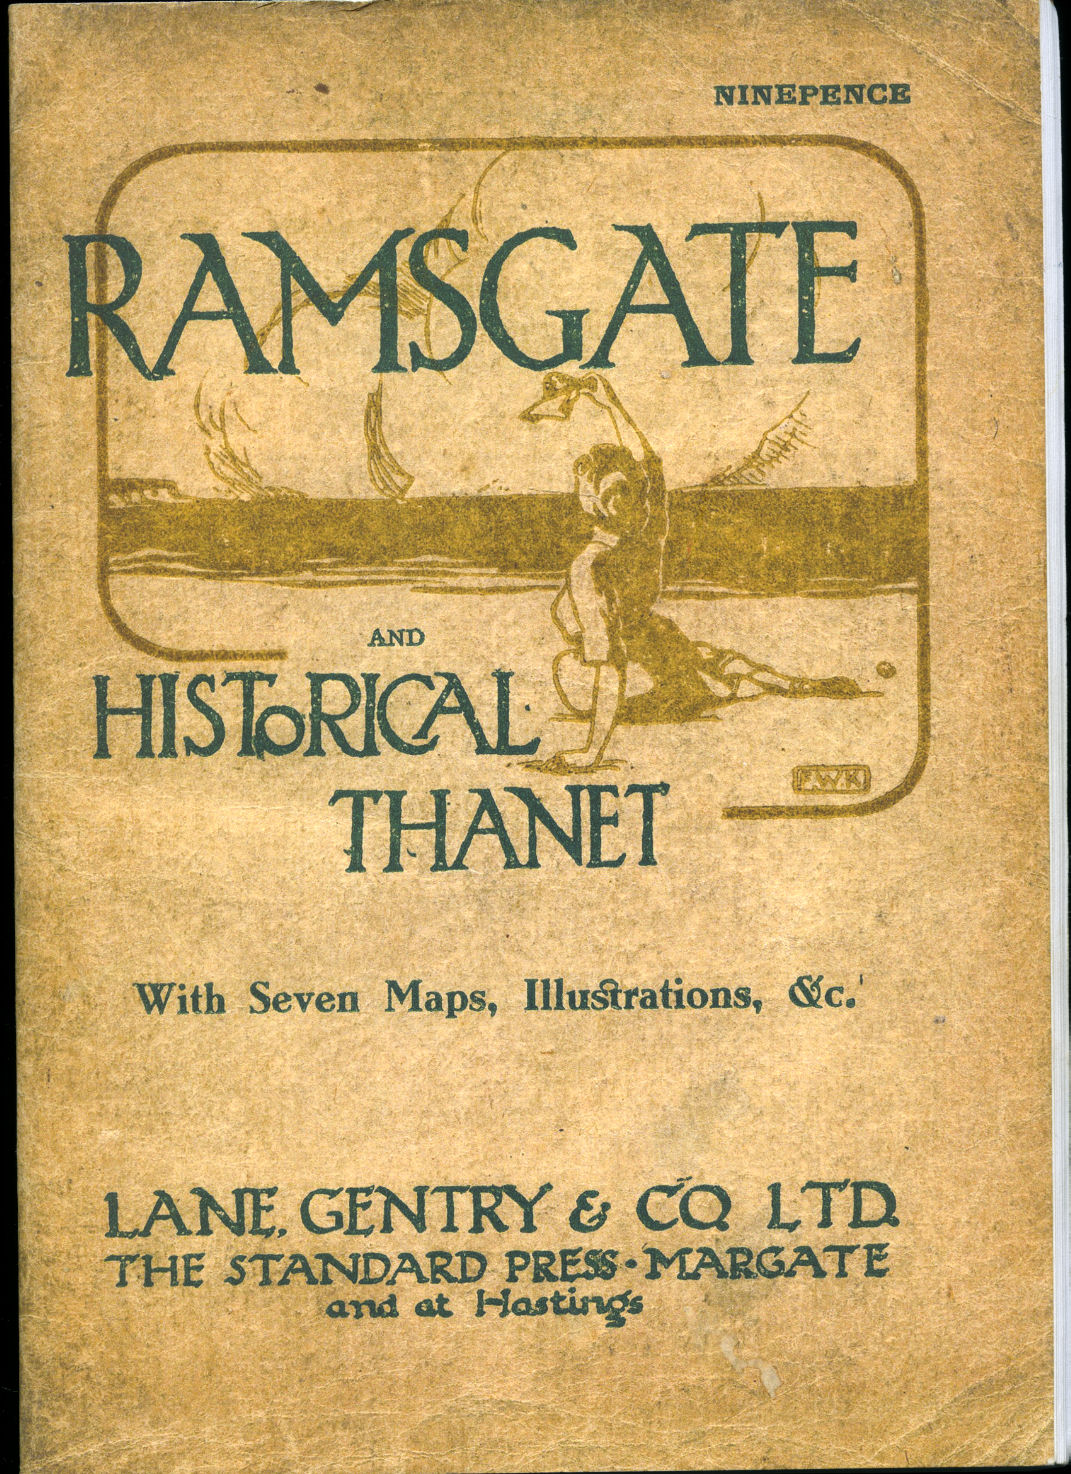 NINEPENCE
RAMSGATE
AND
HISTORICAL
THANET
With Seven Maps, Illustrations, &c.
LANE, GENTRY & CO LTD
THE STANDARD PRESS · MARGATE
and at Hastings